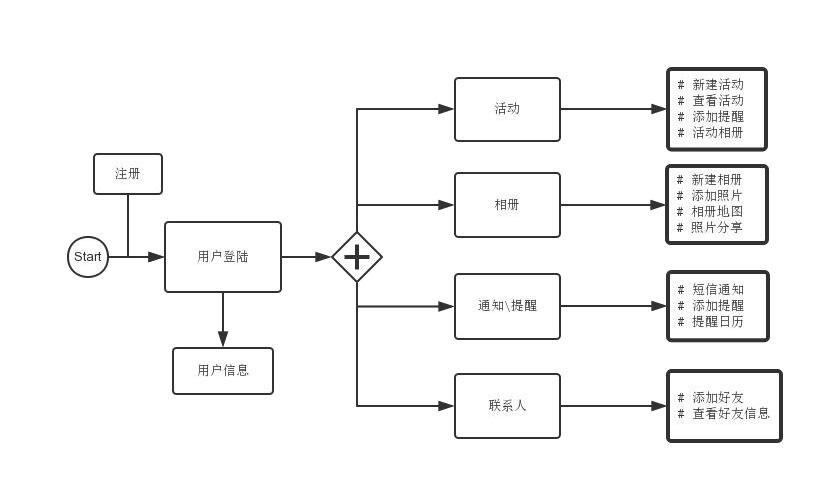 注册
Start
用户登陆
用户信息
活动
# 新建活动
# 查看活动
# 添加提醒
# 活动相册
相册
# 新建相册
# 添加照片
# 相册地图
# 照片分享
通知\提醒
# 短信通知
# 添加提醒
# 提醒日历
联系人
# 添加好友
# 查看好友信息